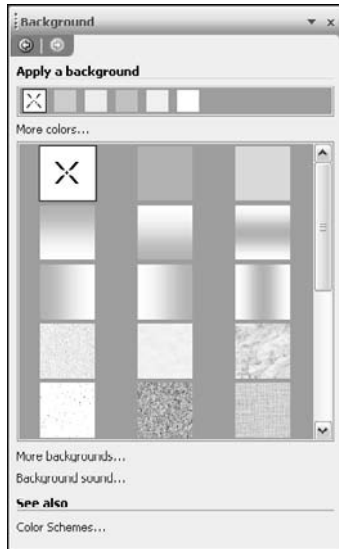 Background
Apply a background
More colors...
More backgrounds...
Background sound...
See also
Color Schemes...